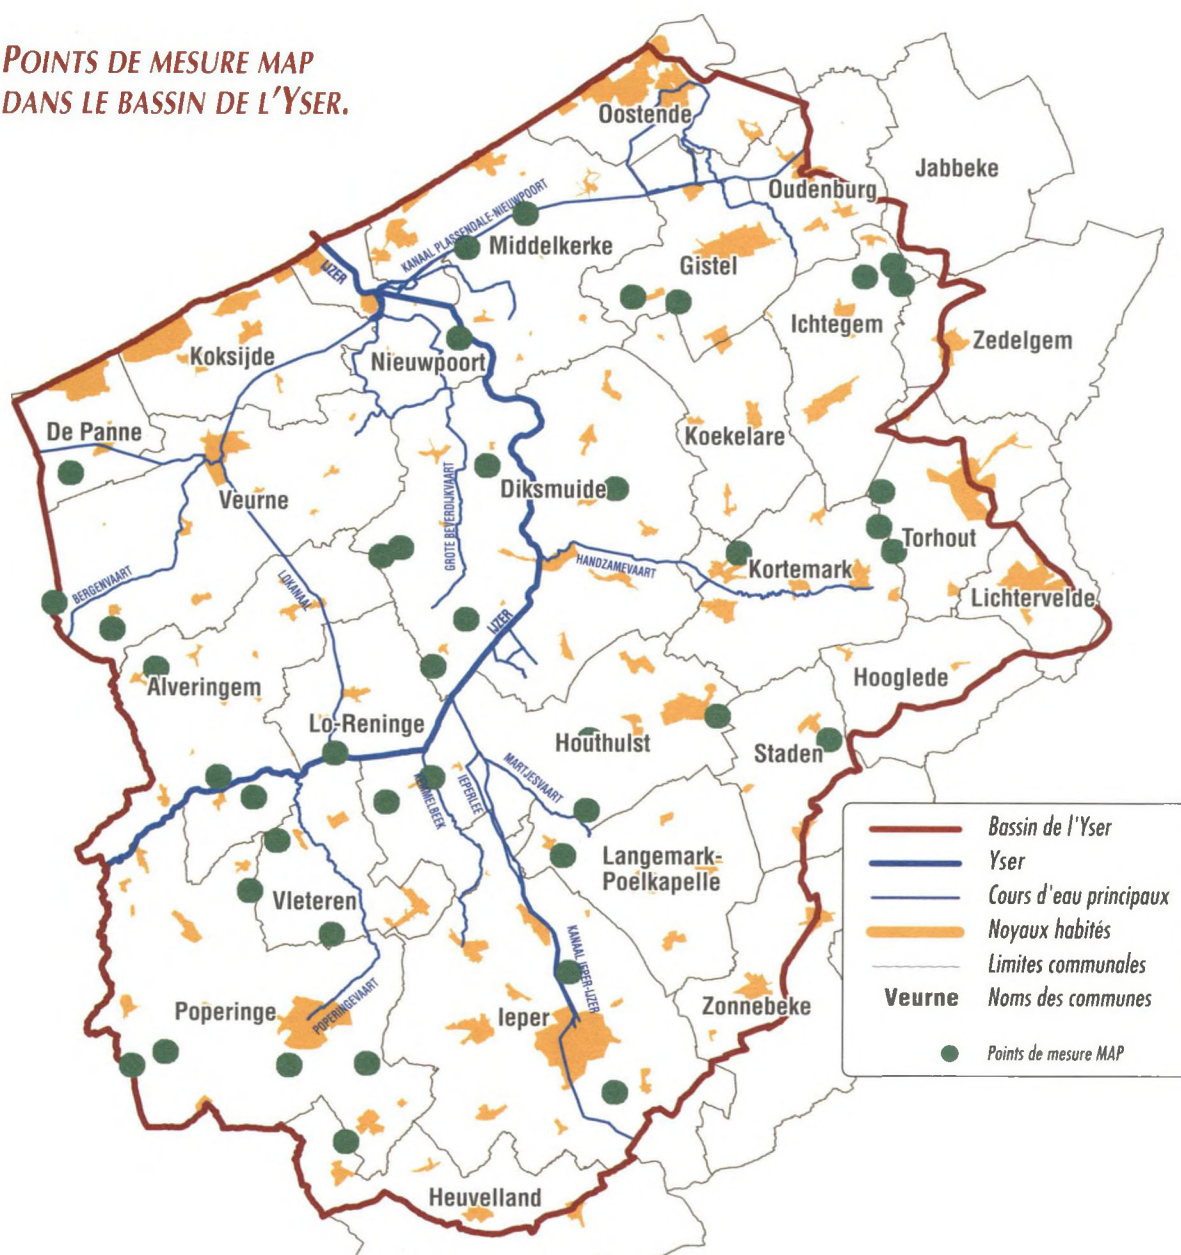 POINTS DE MESURE MAP
DANS LE BASSIN DE L'YSER.
Oostende
Jabbeke
Oudenburg
KANAAL PLASSENDALE-NIEUWPOORT
Middelkerke
Gistel
IJZER
Ichtegem
Zedelgem
Koksijde
Nieuwpoort
De Panne
Koekelare
Veurne
Diksmuide
GROTE BEVERDIJKVAART
Torhout
HANDZAMEVAART
Kortemark
BERGENVAART
LOKANAAL
Lichtervelde
IJZER
Alveringem
Hooglede
Lo-Reninge
Houthulst
Staden
MARTJESVAART
IEPERLEE
KEMMELBEEK
Langemark-
Poelkapelle
Vleteren
KANAAL IEPER-IJZER
Poperinge
POPERINGEVAART
Ieper
Zonnebeke
Heuvelland
Bassin de l'Yser
Yser
Cours d'eau principaux
Noyaux habités
Limites communales
Veurne Noms des communes
Points de mesure MAP